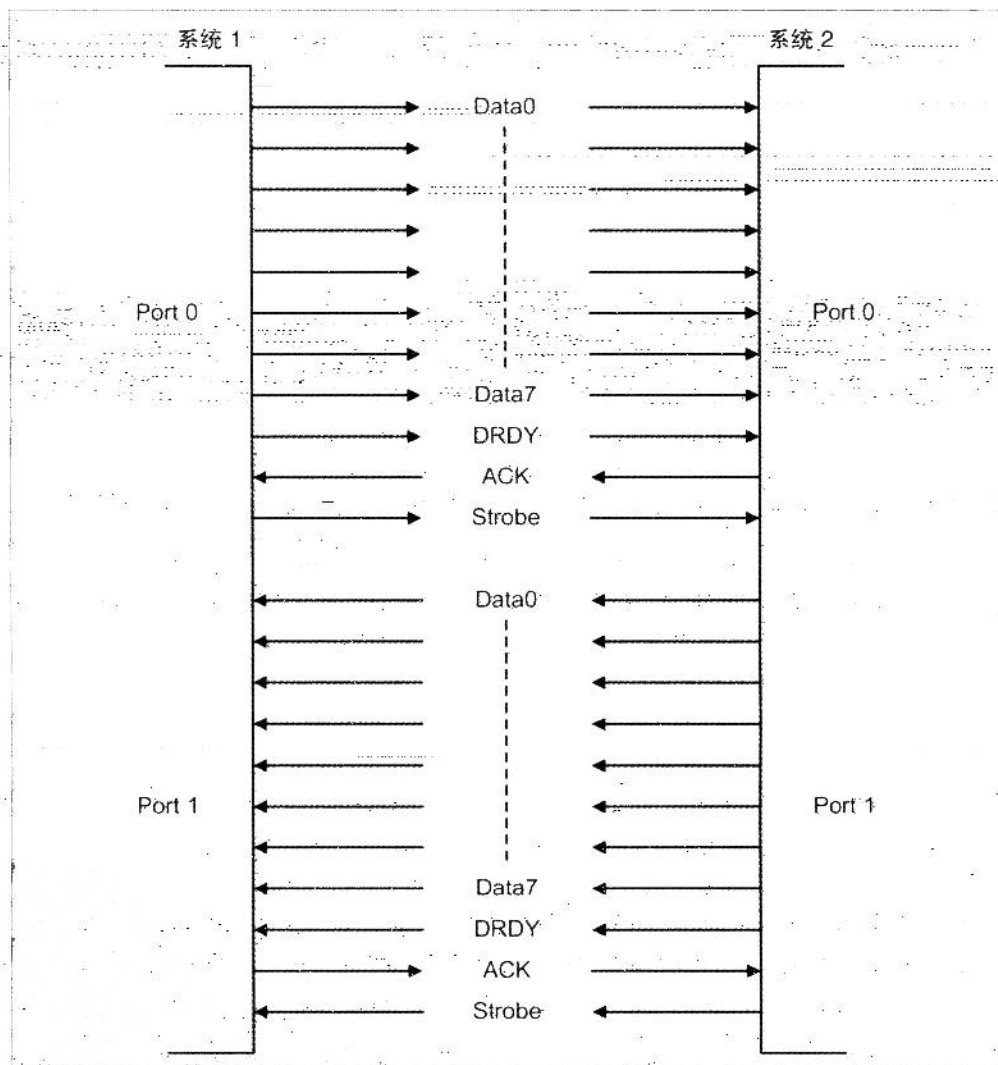 系统 1
系统 2
Data0
Port 0
Port 0
Data7
DRDY
ACK
Strobe
Data0
Port 1
Port 1
Data7
DRDY
ACK
Strobe